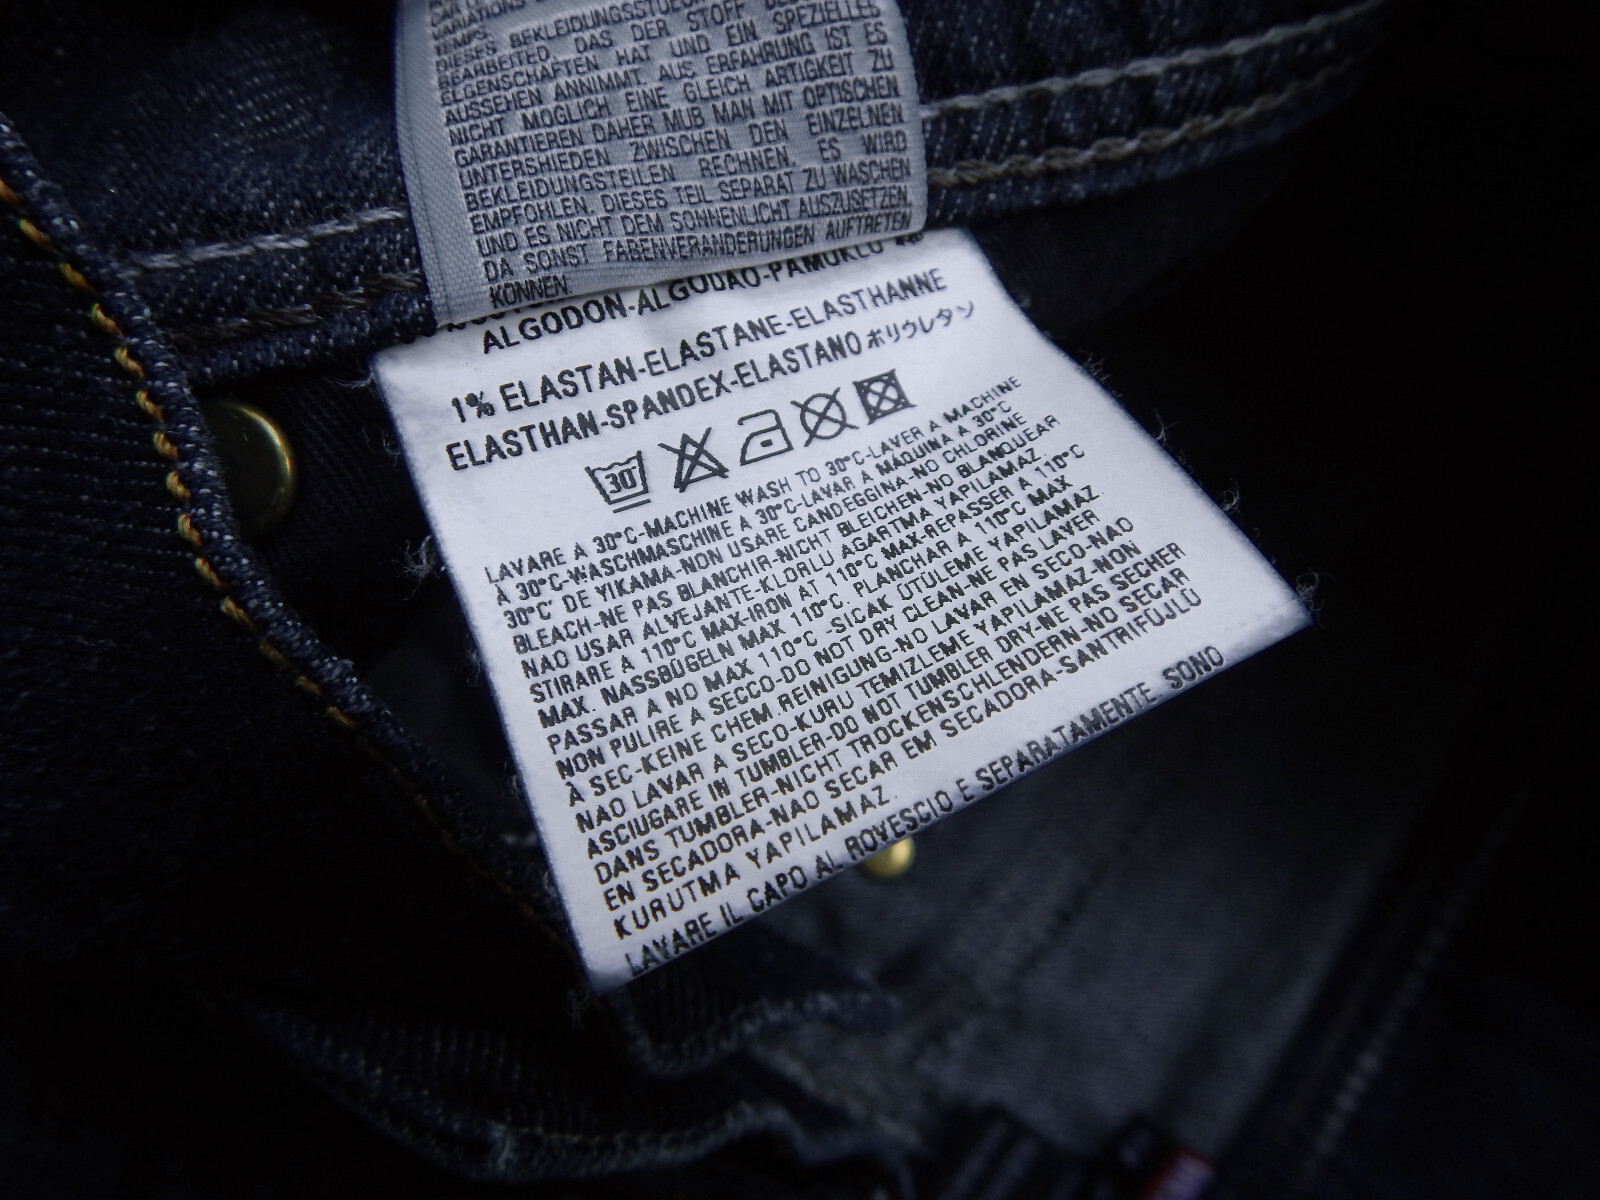 VARIATIONS
TEMPS.
DIESES BEKLEIDUNGSSTUECK
BEARBEITED DAS DER STOFF SPEZIELLES
EIGENSCHAFTEN HAT UND EIN SPEZIELLES
AUSSEHEN ANNIMMT. AUS ERFAHRUNG IST ES
NICHT MÖGLICH EINE GLEICH ARTIGKEIT ZU
GARANTIEREN DAHER MUB MAN MIT OPTISCHEN
UNTERSHIEDEN ZWISCHEN DEN EINZELNEN
BEKLEIDUNGSTEILEN RECHNEN. ES WIRD
EMPFOHLEN, DIESES TEIL SEPARAT ZU WASCHEN
UND ES NICHT DEM SONNENLICHT AUSZUSETZEN,
DA SONST FABENVERANDERUNGEN AUFTRETEN
KONNEN.
ALGODON-ALGODAO-PAMUKLU
1% ELASTAN-ELASTANE-ELASTHANNE
ELASTHAN-SPANDEX-ELASTANO ポリウレタン
30
LAVARE A 30°C-MACHINE WASH TO 30°C-LAVER A MACHINE
À 30°C-WASCHMASCHINE A 30°C-LAVAR A MAQUINA A 30°C
30°C' DE YIKAMA-NON USARE CANDEGGINA-NO CHLORINE
BLEACH-NE PAS BLANCHIR-NICHT BLEICHEN-NO BLANQUEAR
NAO USAR ALVEJANTE-KLORLU AGARTMA YAPILAMAZ.
STIRARE A 110°C MAX-IRON AT 110°C MAX-REPASSER A 110°C
MAX. NASSBÜGELN MAX 110°C. PLANCHAR A 110°C MAX
PASSAR A NO MAX 110°C -SICAK ÜTÜLEME YAPILAMAZ.
NON PULIRE A SECCO-DO NOT DRY CLEAN-NE PAS LAVER
À SEC-KEINE CHEM REINIGUNG-NO LAVAR EN SECO-NAO
NAO LAVAR A SECO-KURU TEMIZLEME YAPILAMAZ-NON
ASCIUGARE IN TUMBLER-DO NOT TUMBLER DRY-NE PAS SECHER
DANS TUMBLER-NICHT TROCKENSCHLENDERN-NO SECAR
EN SECADORA-NAO SECAR EM SECADORA-SANTRIFÜJLÜ
KURUTMA YAPILAMAZ.
LAVARE IL CAPO AL ROVESCIO E SEPARATAMENTE. SONO